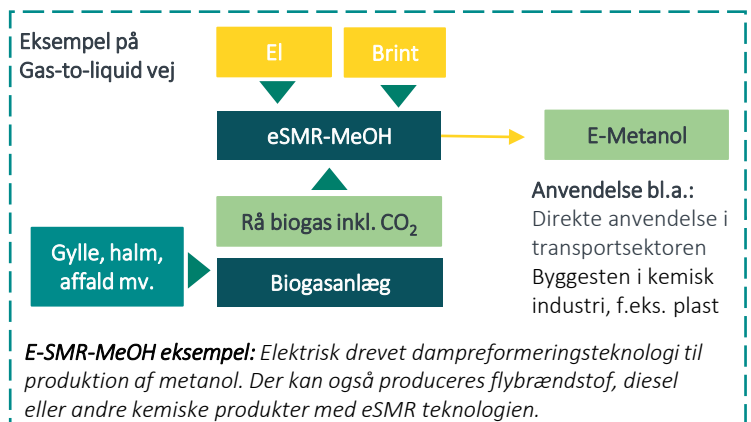 Eksempel på
Gas-to-liquid vej
El
Brint
eSMR-MeOH
E-Metanol
Rå biogas inkl. CO₂
Gylle, halm,
affald mv.
Biogasanlæg
Anvendelse bl.a.:
Direkte anvendelse i
transportsektoren
Byggesten i kemisk
industri, f.eks. plast
E-SMR-MeOH eksempel: Elektrisk drevet dampreformeringsteknologi til
produktion af metanol. Der kan også produceres flybrændstof, diesel
eller andre kemiske produkter med eSMR teknologien.